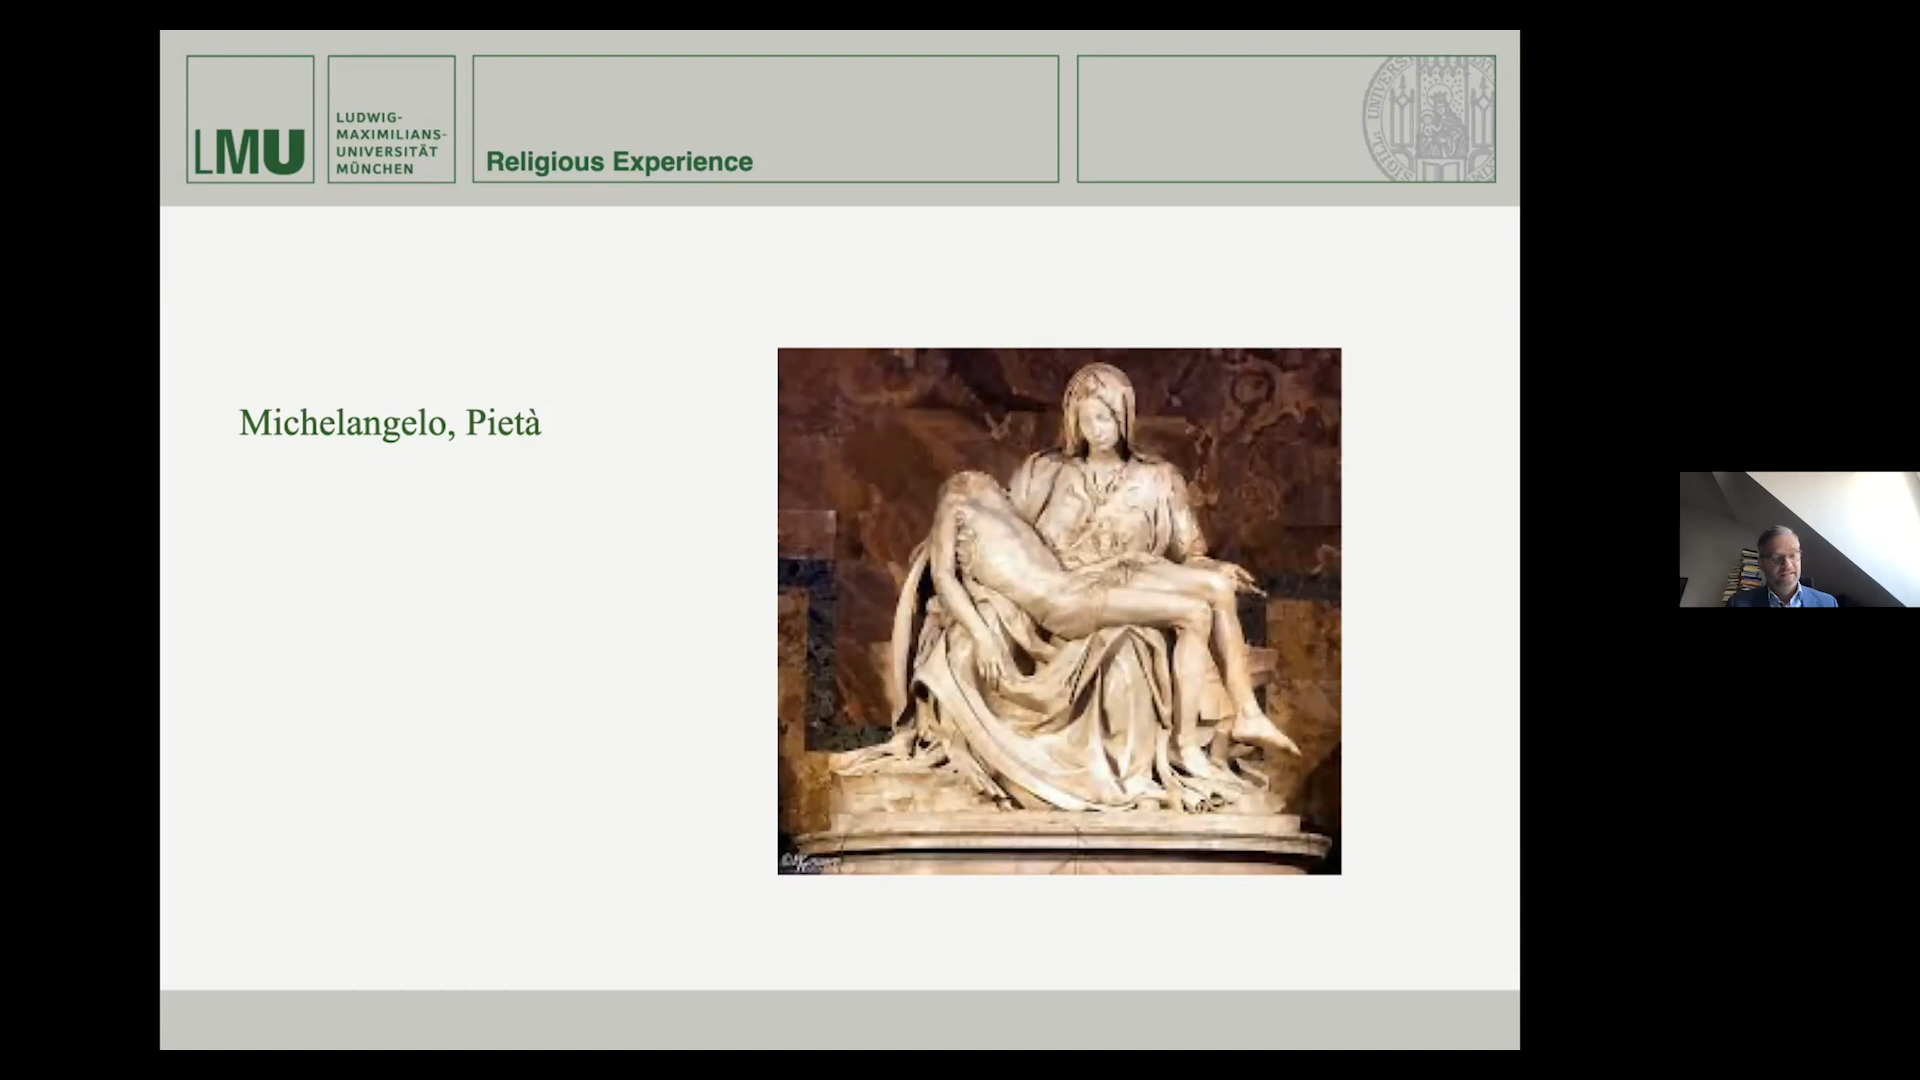 LMU
LUDWIG-
MAXIMILIANS-
UNIVERSITÄT
MÜNCHEN
Religious Experience
Michelangelo, Pietà